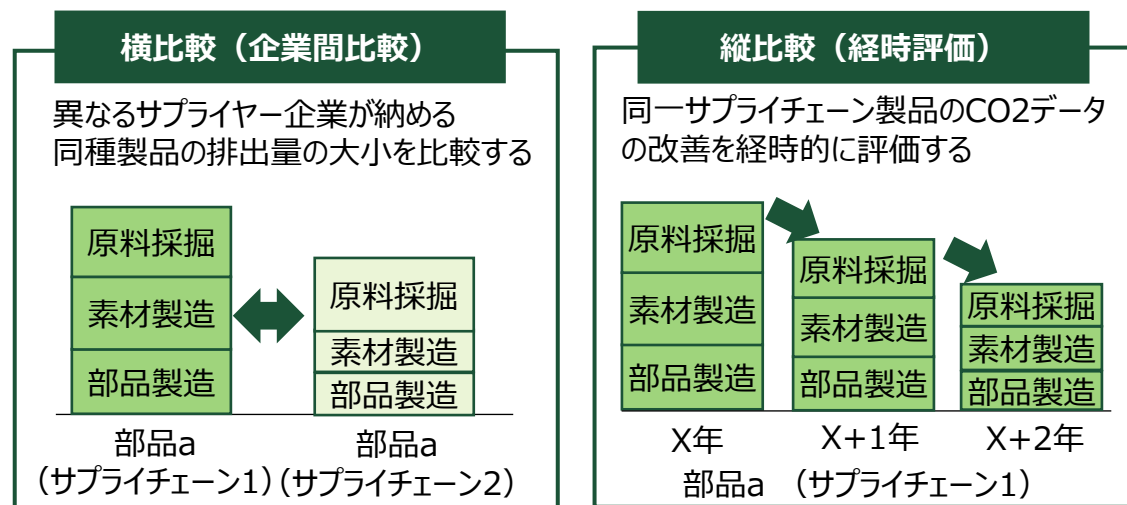 横比較（企業間比較）
異なるサプライヤー企業が納める
同種製品の排出量の大小を比較する
原料採掘
素材製造
部品製造
原料採掘
素材製造
部品製造
部品a
（サプライチェーン1）
部品a
（サプライチェーン2）
縦比較（経時評価）
同一サプライチェーン製品のCO2データ
の改善を経時的に評価する
原料採掘
素材製造
部品製造
原料採掘
素材製造
部品製造
原料採掘
素材製造
部品製造
X年
X+1年
X+2年
部品a （サプライチェーン1）